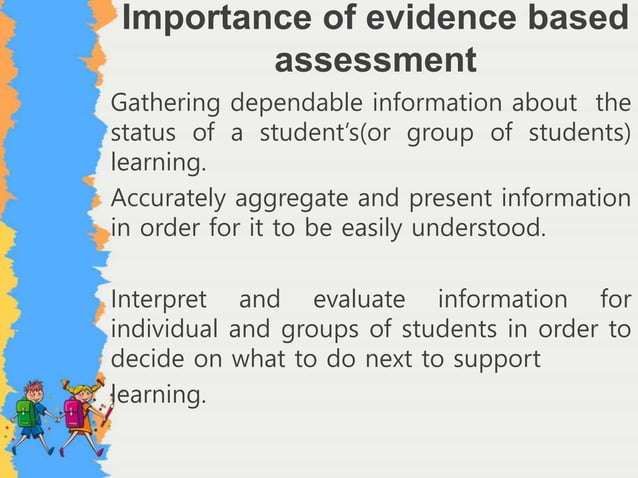 Importance of evidence based
assessment
Gathering dependable information about the
status of a student’s(or group of students)
learning.
Accurately aggregate and present information
in order for it to be easily understood.
Interpret and evaluate information for
individual and groups of students in order to
decide on what to do next to support
learning.